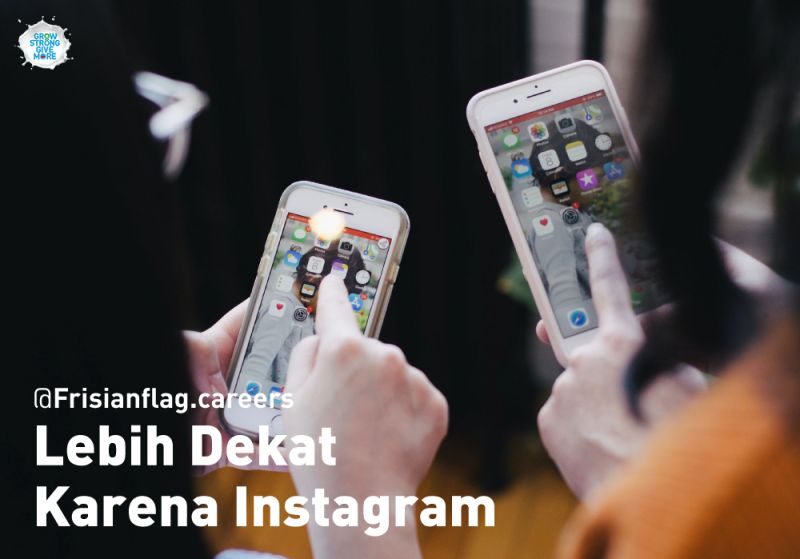 GROW
STRONG
GIVE
MORE
@Frisianflag.careers
Lebih Dekat
Karena Instagram